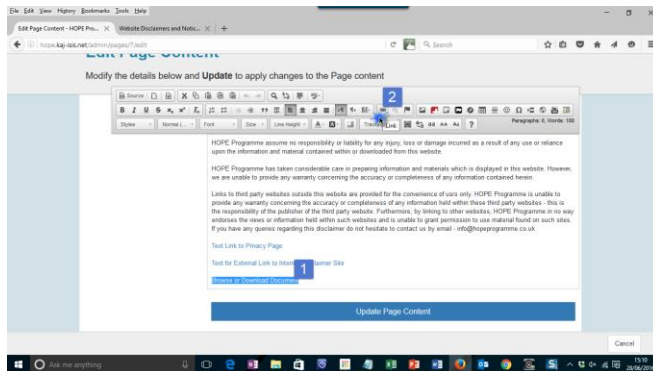 File Edit View History Bookmarks Tools Help
Edit Page Content - HOPE Pro... × Website Disclaimers and Notic... × +
hope.kaj-isis.net/admin/pages/7/edit
Search
Edit Page Content
Modify the details below and Update to apply changes to the Page content
Source
2
B I U S
Styles Normal (... Font Size Line Height A A Link ?
Paragraphs: 6, Words: 180
HOPE Programme assume no responsibility or liability for any injury, loss or damage incurred as a result of any use or reliance
upon the information and material contained within or downloaded from this website.
HOPE Programme has taken considerable care in preparing information and materials which is displayed in this website. However,
we are unable to provide any warranty concerning the accuracy or completeness of any information contained herein.
Links to third party websites outside this website are provided for the convenience of users only. HOPE Programme is unable to
provide any warranty concerning the accuracy or completeness of any information held within these third party websites - this is
the responsibility of the publisher of the third party website. Furthermore, by linking to other websites, HOPE Programme in no way
endorses the views or information held within such websites and is unable to grant permission to use material found on such sites.
If you have any queries regarding this disclaimer do not hesitate to contact us by email - info@hopeprogramme.co.uk
Text Link to Privacy Page
Text for External Link to Intern 1 laimer Site
Browse or Download Document
Update Page Content
Cancel
Ask me anything
15:10
28/06/2016